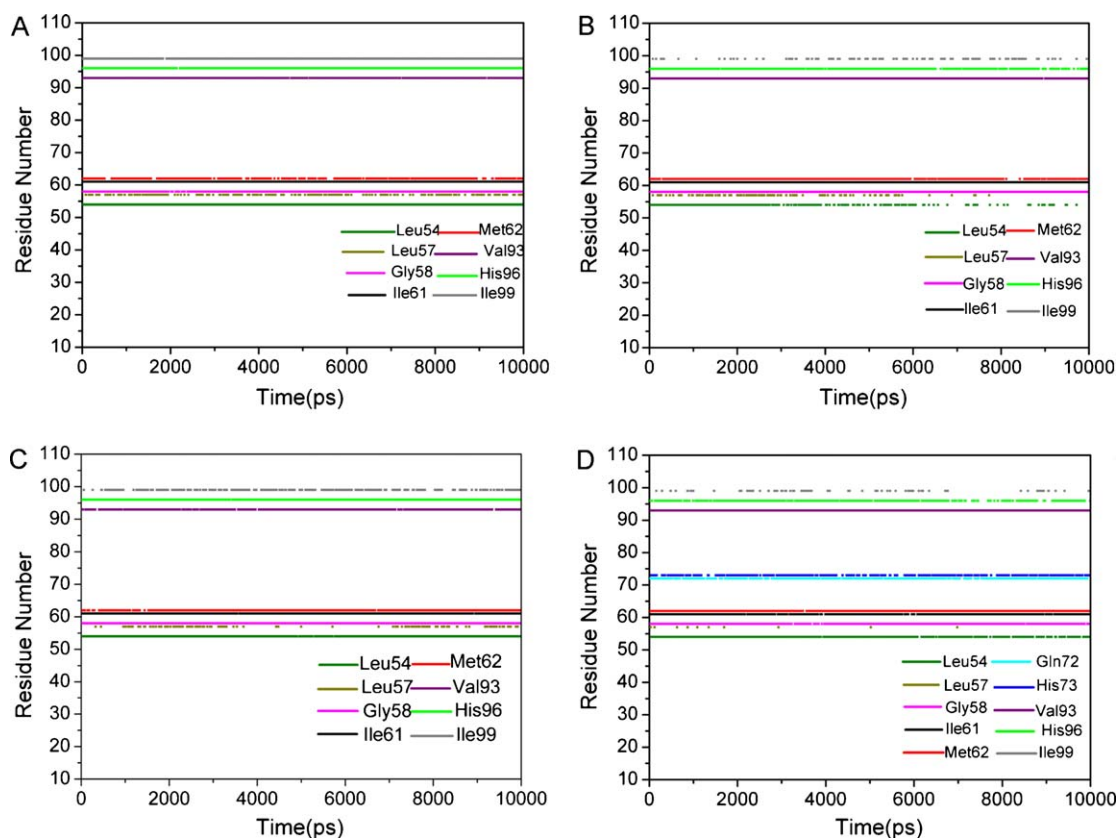 A
Residue Number
110
100
90
80
70
60
50
40
30
20
10
Leu54 Met62
Leu57 Val93
Gly58 His96
Ile61 Ile99
0 2000 4000 6000 8000 10000
Time(ps)
B
Residue Number
110
100
90
80
70
60
50
40
30
20
10
Leu54 Met62
Leu57 Val93
Gly58 His96
Ile61 Ile99
0 2000 4000 6000 8000 10000
Time(ps)
C
Residue Number
110
100
90
80
70
60
50
40
30
20
10
Leu54 Met62
Leu57 Val93
Gly58 His96
Ile61 Ile99
0 2000 4000 6000 8000 10000
Time(ps)
D
Residue Number
110
100
90
80
70
60
50
40
30
20
10
Leu54 Gln72
Leu57 His73
Gly58 Val93
Ile61 His96
Met62 Ile99
0 2000 4000 6000 8000 10000
Time(ps)